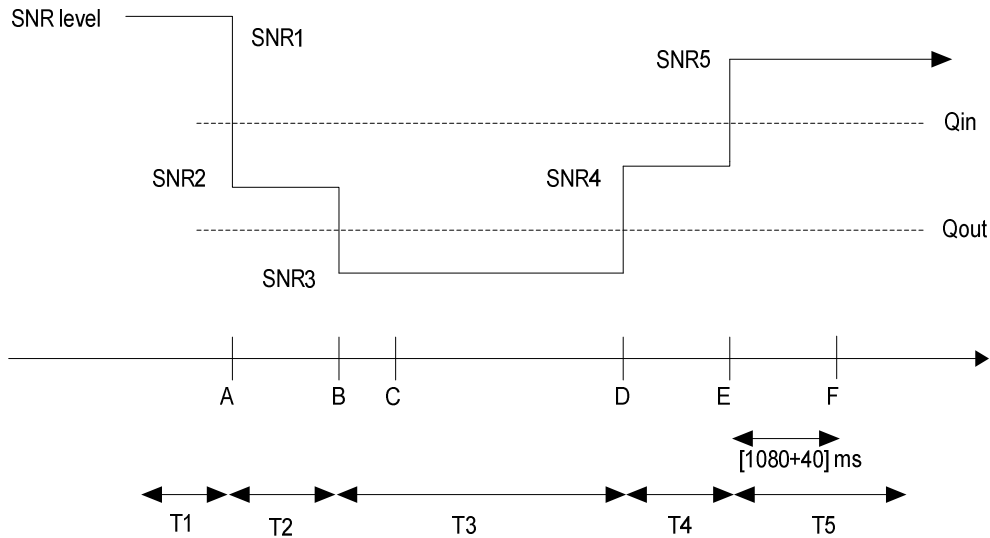 SNR level
SNR1
SNR5
Qin
SNR2
SNR4
Qout
SNR3
A B C D E F
[1080+40] ms
T1 T2 T3 T4 T5